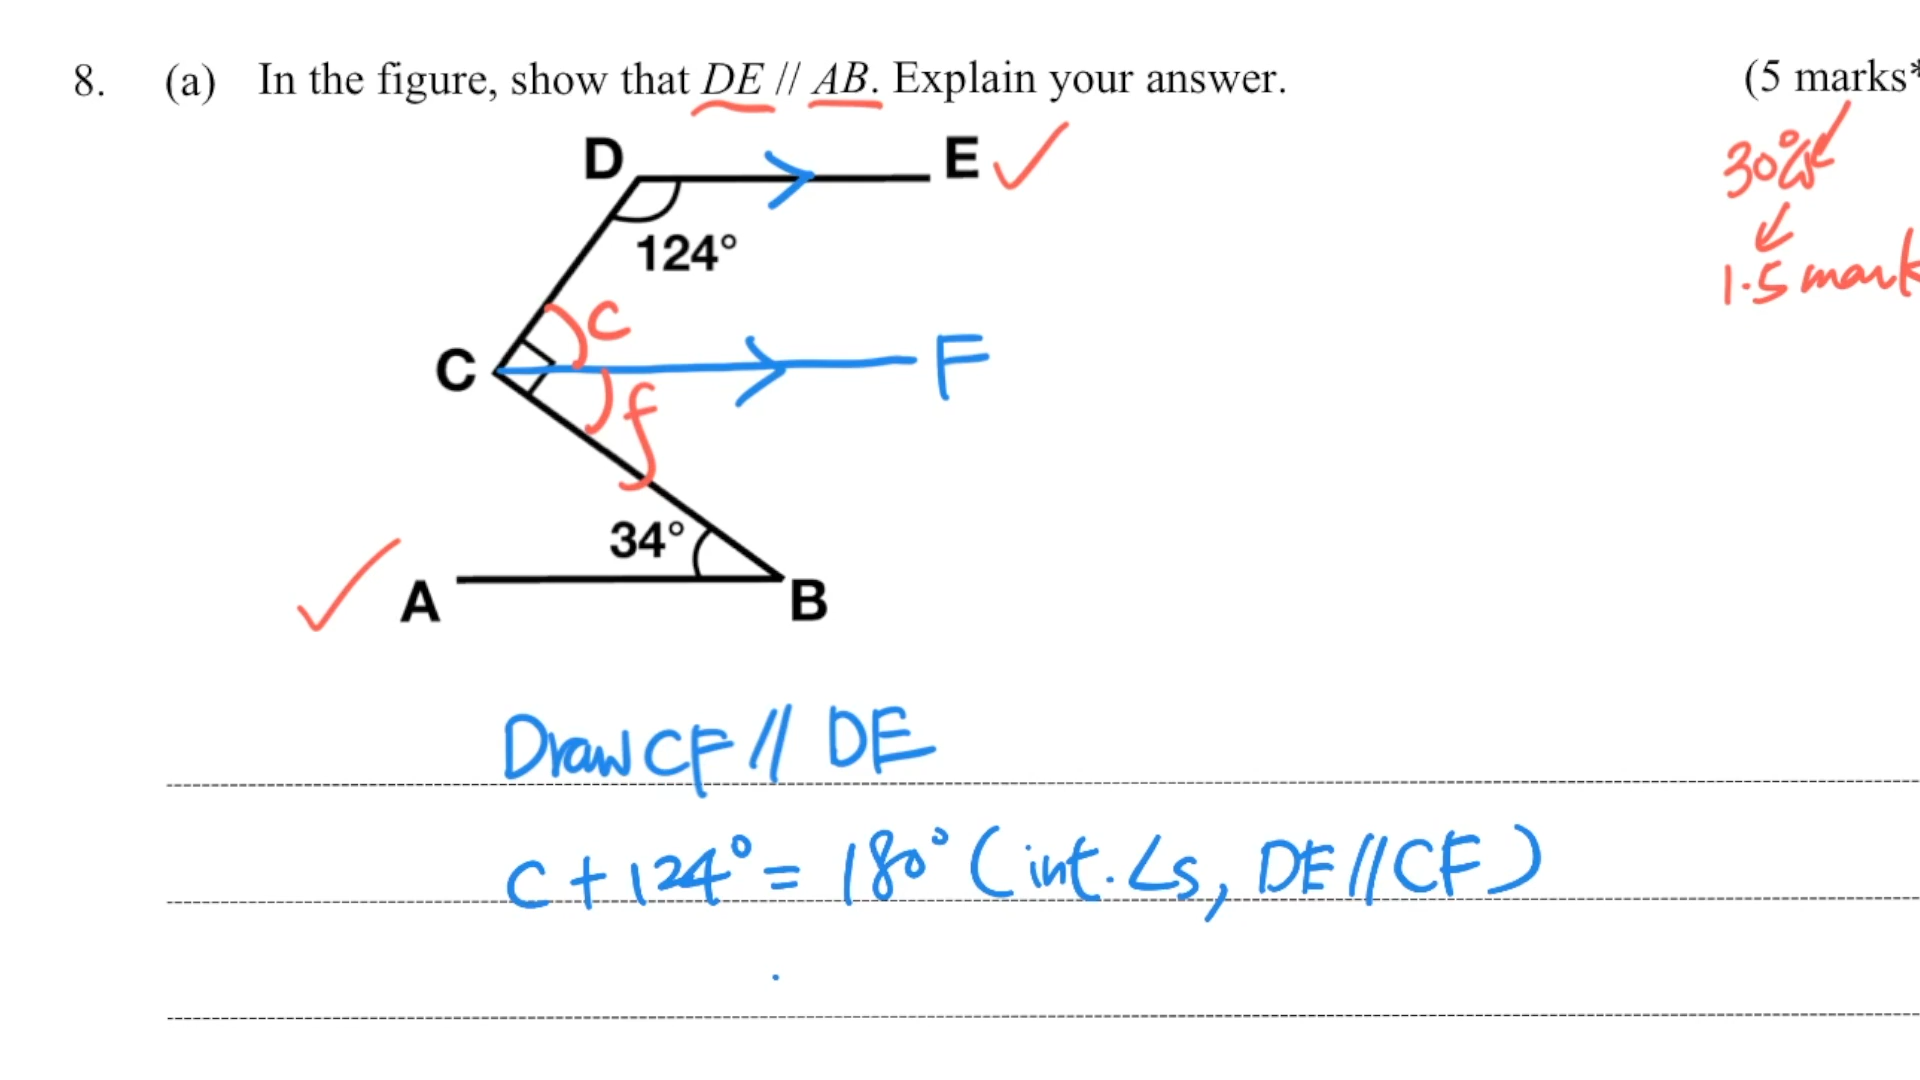 8. (a) In the figure, show that DE // AB. Explain your answer. (5 marks*
D E
30%
124°
1.5 mark
c
C F
f
34°
A B
Draw CF // DE
c + 124° = 180° (int. ∠s, DE // CF)